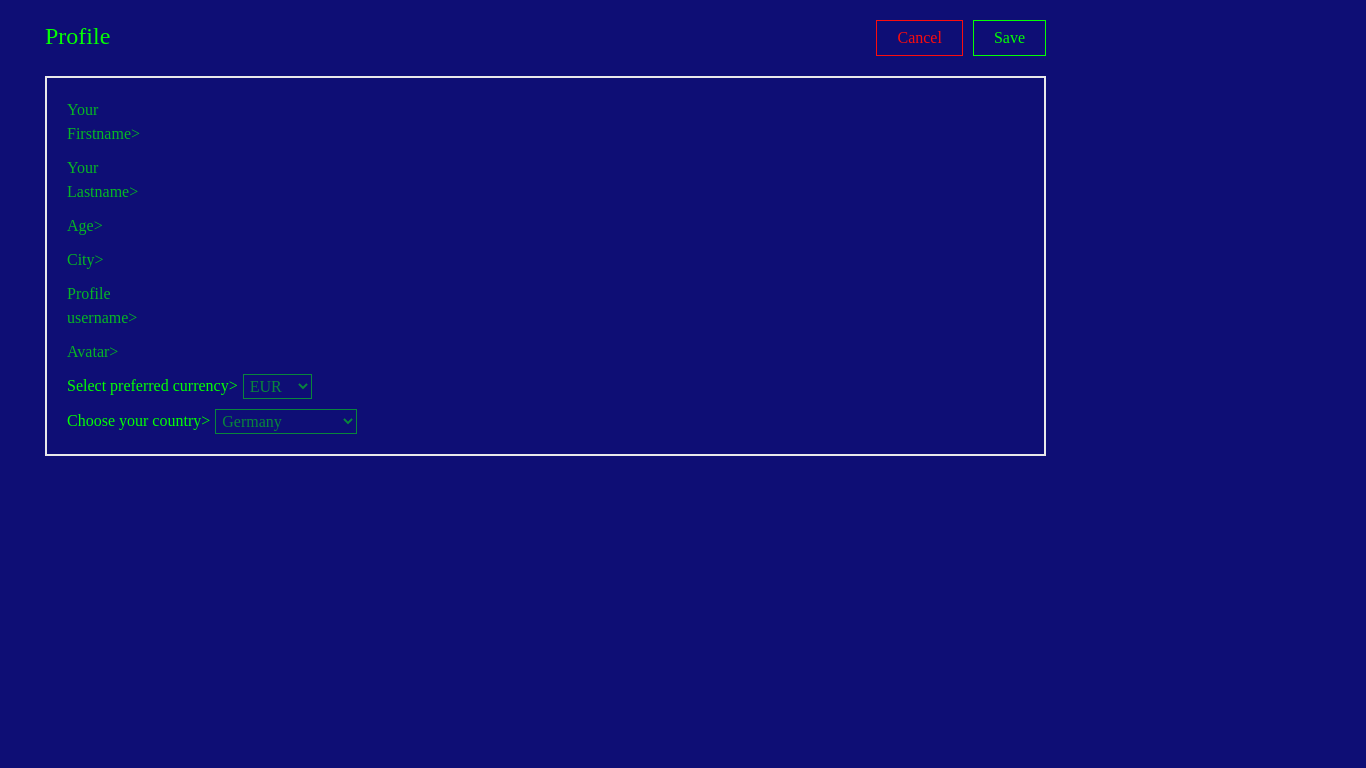 Profile
Cancel
Save
Your
Firstname>
Your
Lastname>
Age>
City>
Profile
username>
Avatar>
Select preferred currency> EUR
Choose your country> Germany